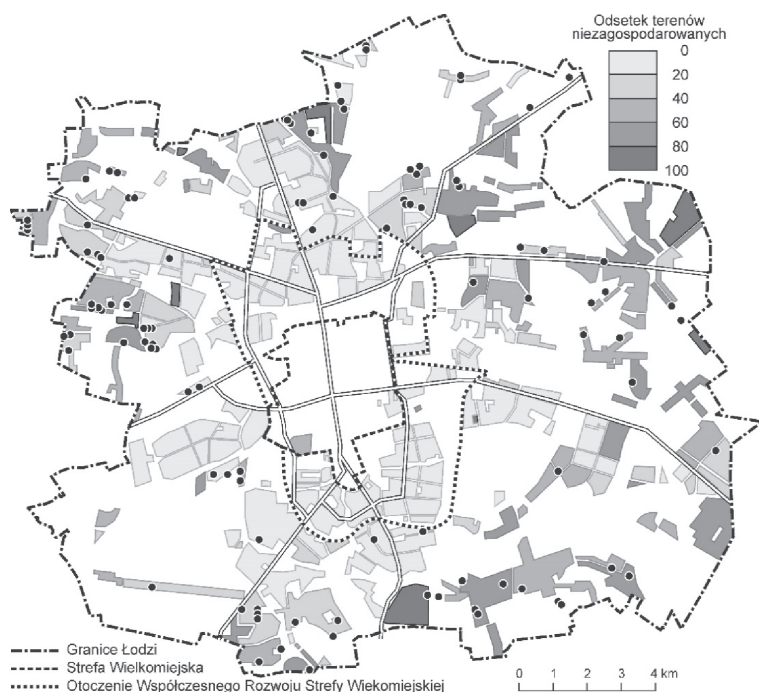 Odsetek terenów
niezagospodarowanych
0
20
40
60
80
100
Granice Łodzi
Strefa Wielkomiejska
Otoczenie Współczesnego Rozwoju Strefy Wiekomiejskiej
0 1 2 3 4 km